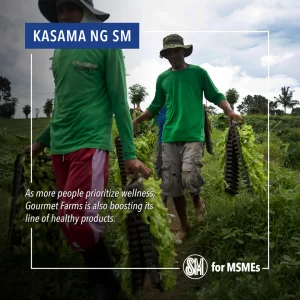 KASAMA NG SM
As more people prioritize wellness,
Gourmet Farms is also boosting its
line of healthy products.
SM for MSMEs